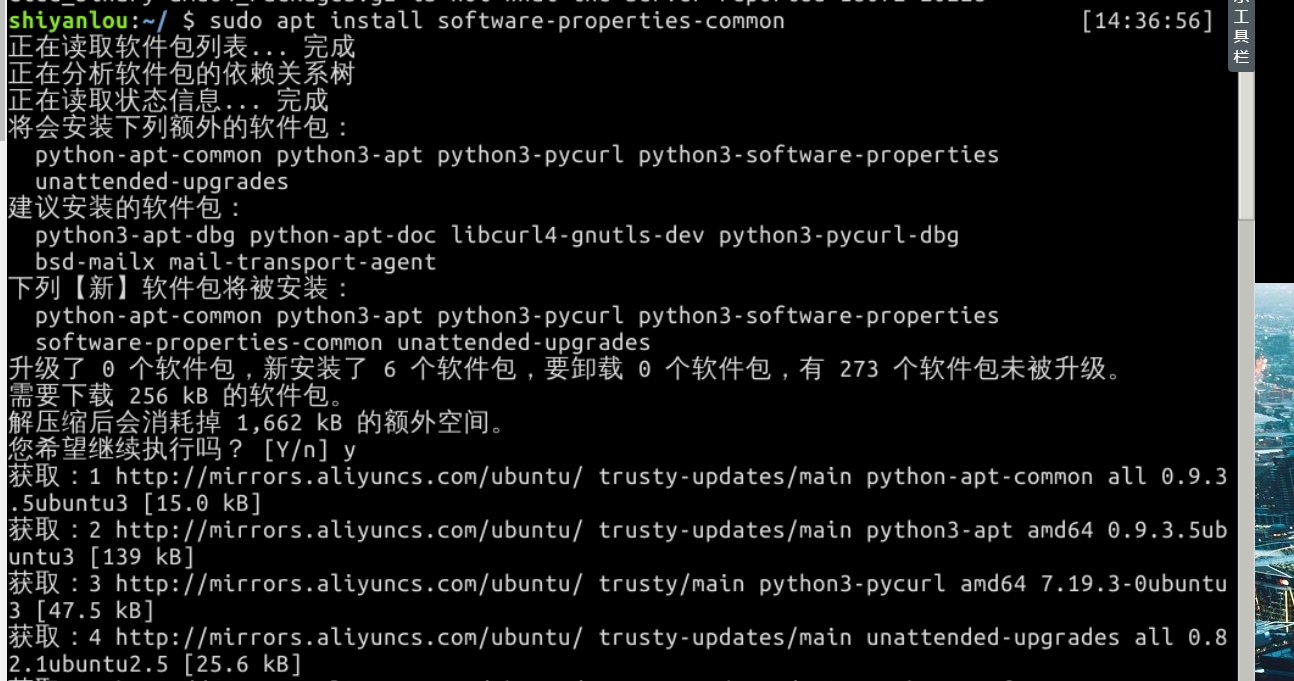 shiyanlou:~/ $ sudo apt install software-properties-common [14:36:56]
正在读取软件包列表... 完成
正在分析软件包的依赖关系树
正在读取状态信息... 完成
将会安装下列额外的软件包：
python-apt-common python3-apt python3-pycurl python3-software-properties
unattended-upgrades
建议安装的软件包：
python3-apt-dbg python-apt-doc libcurl4-gnutls-dev python3-pycurl-dbg
bsd-mailx mail-transport-agent
下列【新】软件包将被安装：
python-apt-common python3-apt python3-pycurl python3-software-properties
software-properties-common unattended-upgrades
升级了 0 个软件包，新安装了 6 个软件包，要卸载 0 个软件包，有 273 个软件包未被升级。
需要下载 256 kB 的软件包。
解压缩后会消耗掉 1,662 kB 的额外空间。
您希望继续执行吗？ [Y/n] y
获取：1 http://mirrors.aliyuncs.com/ubuntu/ trusty-updates/main python-apt-common all 0.9.3
.5ubuntu3 [15.0 kB]
获取：2 http://mirrors.aliyuncs.com/ubuntu/ trusty-updates/main python3-apt amd64 0.9.3.5ub
untu3 [139 kB]
获取：3 http://mirrors.aliyuncs.com/ubuntu/ trusty/main python3-pycurl amd64 7.19.3-0ubuntu
3 [47.5 kB]
获取：4 http://mirrors.aliyuncs.com/ubuntu/ trusty-updates/main unattended-upgrades all 0.8
2.1ubuntu2.5 [25.6 kB]
工具栏